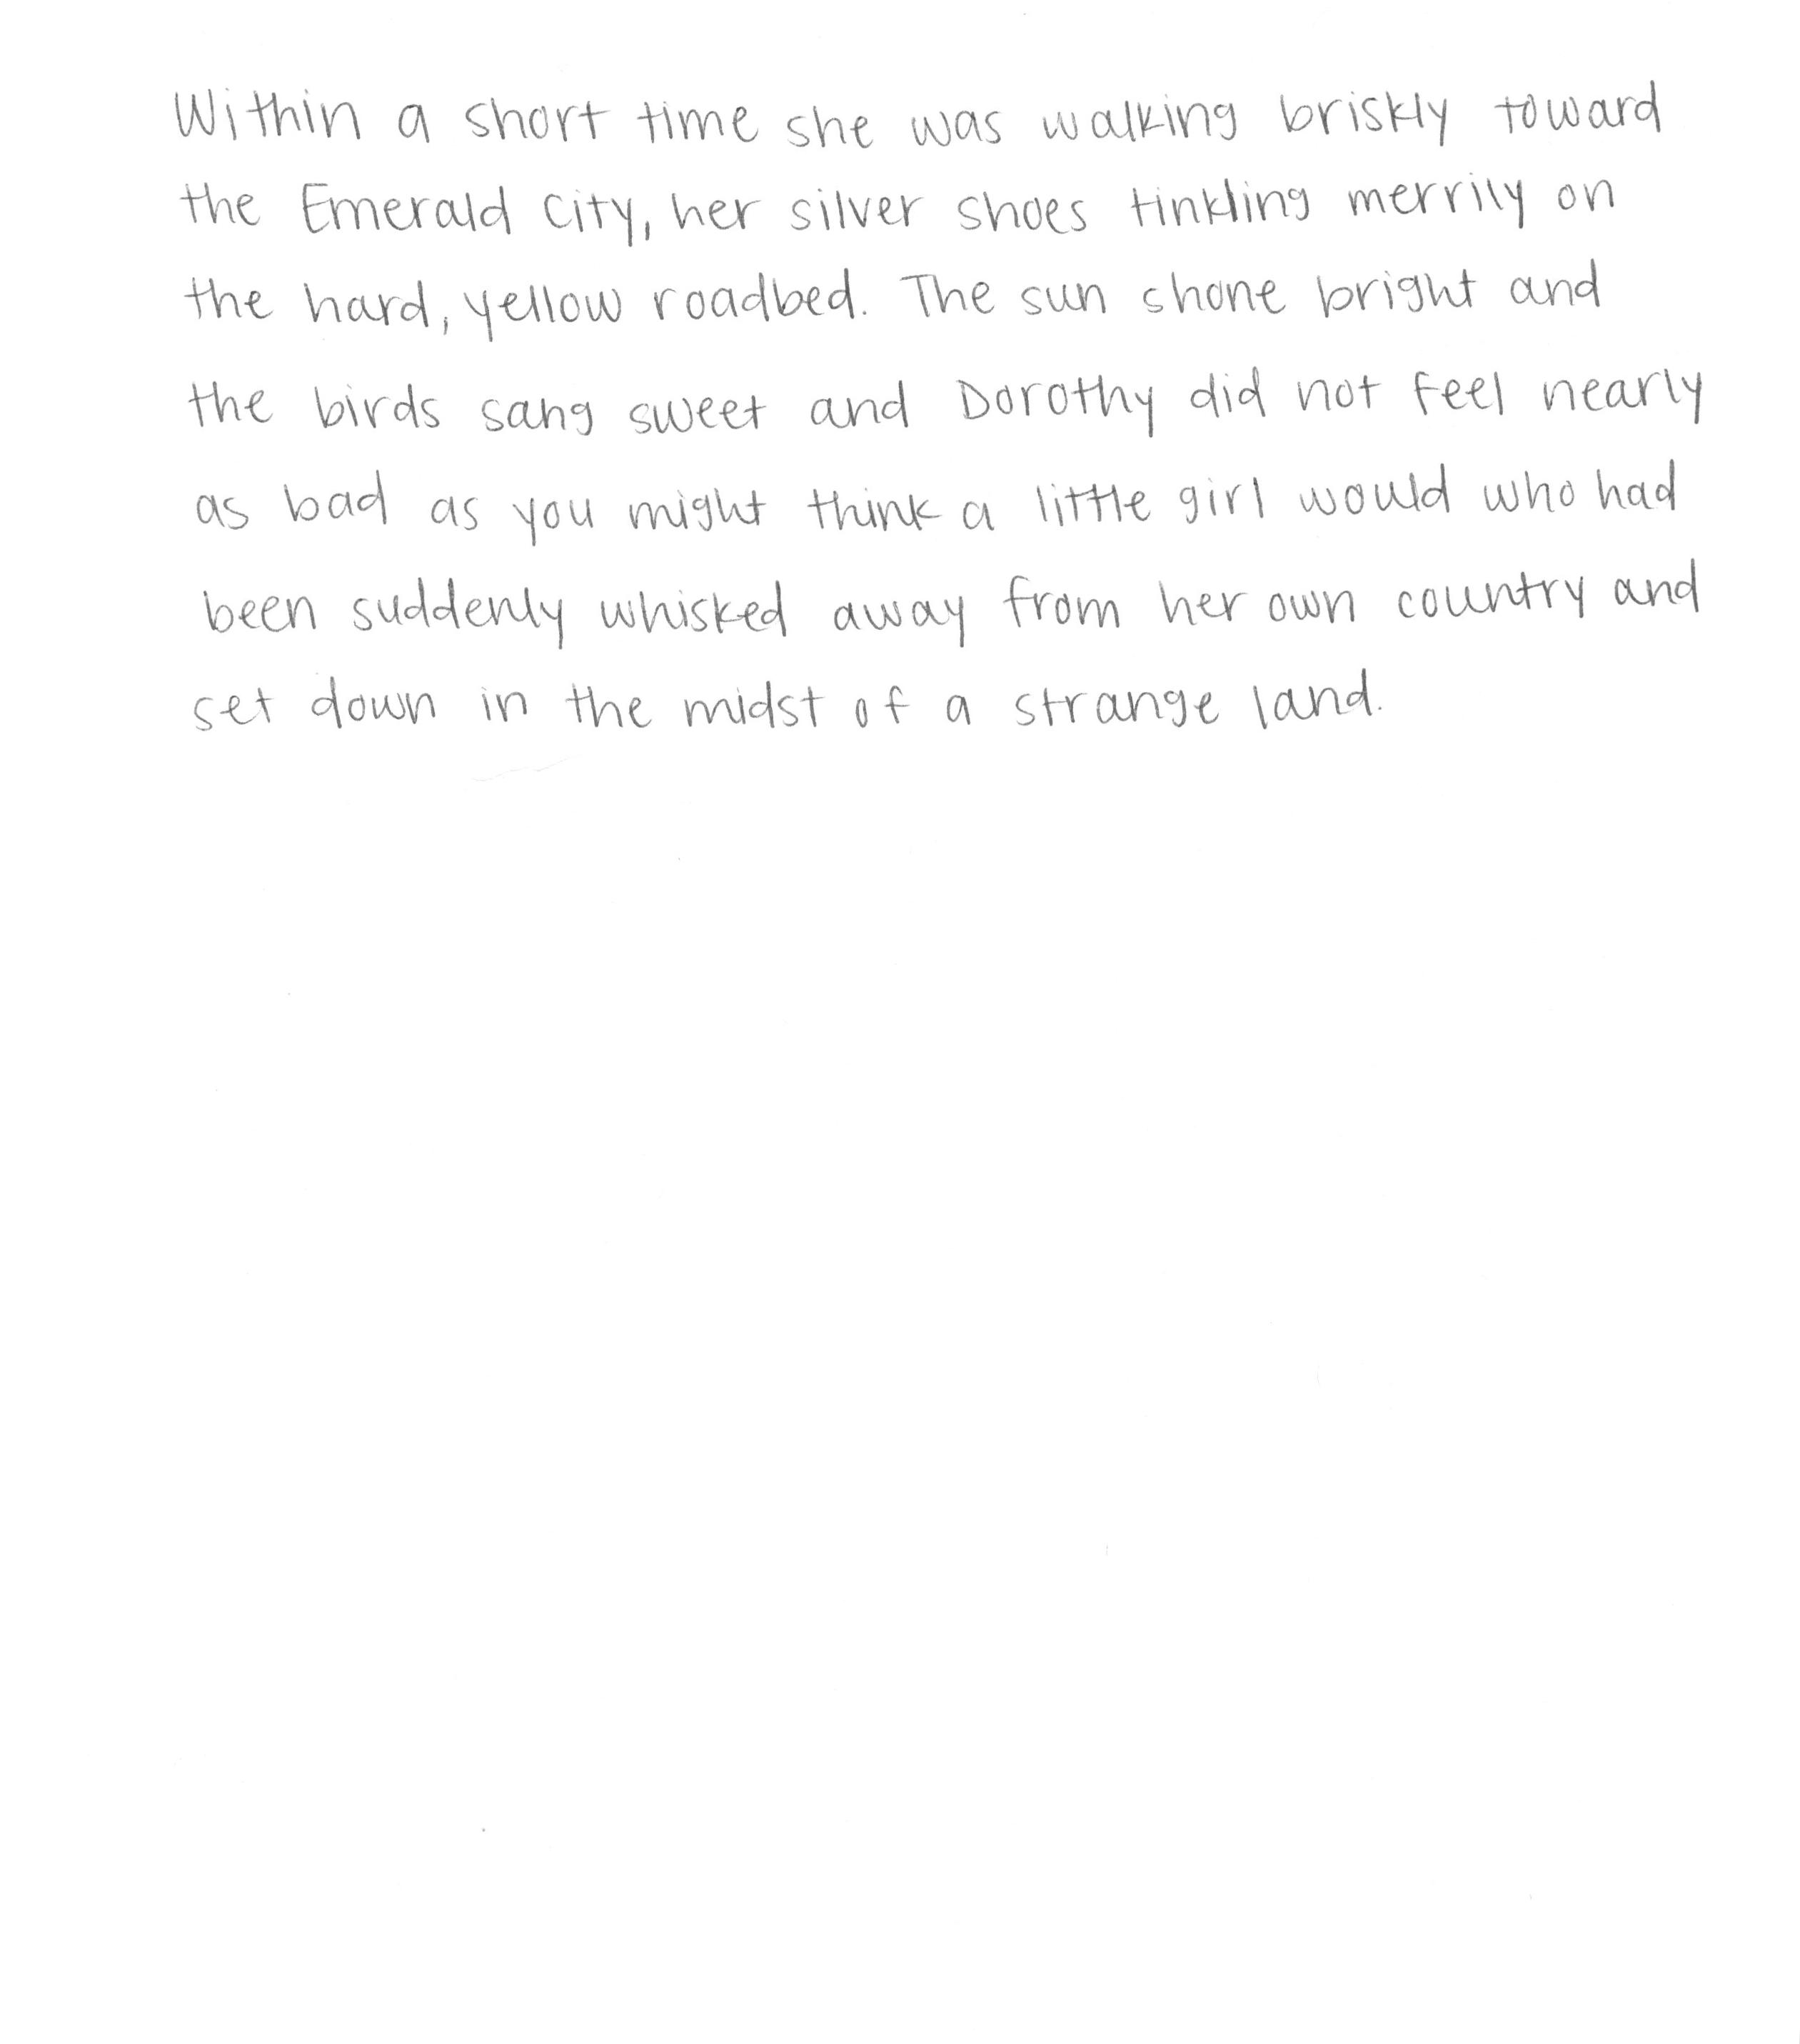 Within a short time she was walking briskly toward
the Emerald City, her silver shoes tinkling merrily on
the hard, yellow roadbed. The sun shone bright and
the birds sang sweet and Dorothy did not feel nearly
as bad as you might think a little girl would who had
been suddenly whisked away from her own country and
set down in the midst of a strange land.